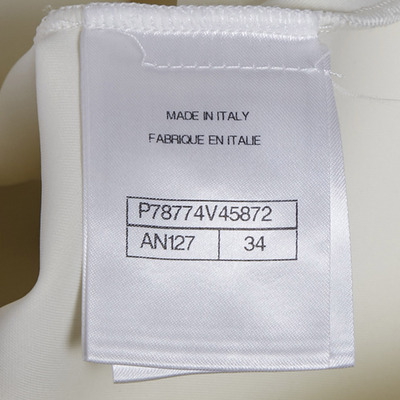 MADE IN ITALY
FABRIQUE EN ITALIE
P78774V45872
AN127 34